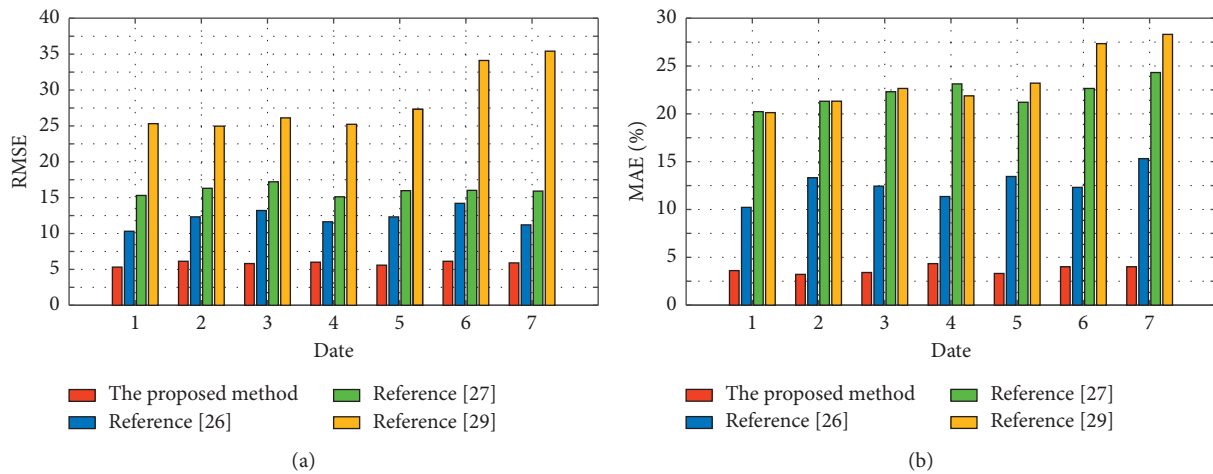 40
35
30
25
20
15
10
5
0
RMSE
1 2 3 4 5 6 7
Date
The proposed method
Reference [26]
Reference [27]
Reference [29]
(a)
30
25
20
15
10
5
0
MAE (%)
1 2 3 4 5 6 7
Date
The proposed method
Reference [26]
Reference [27]
Reference [29]
(b)